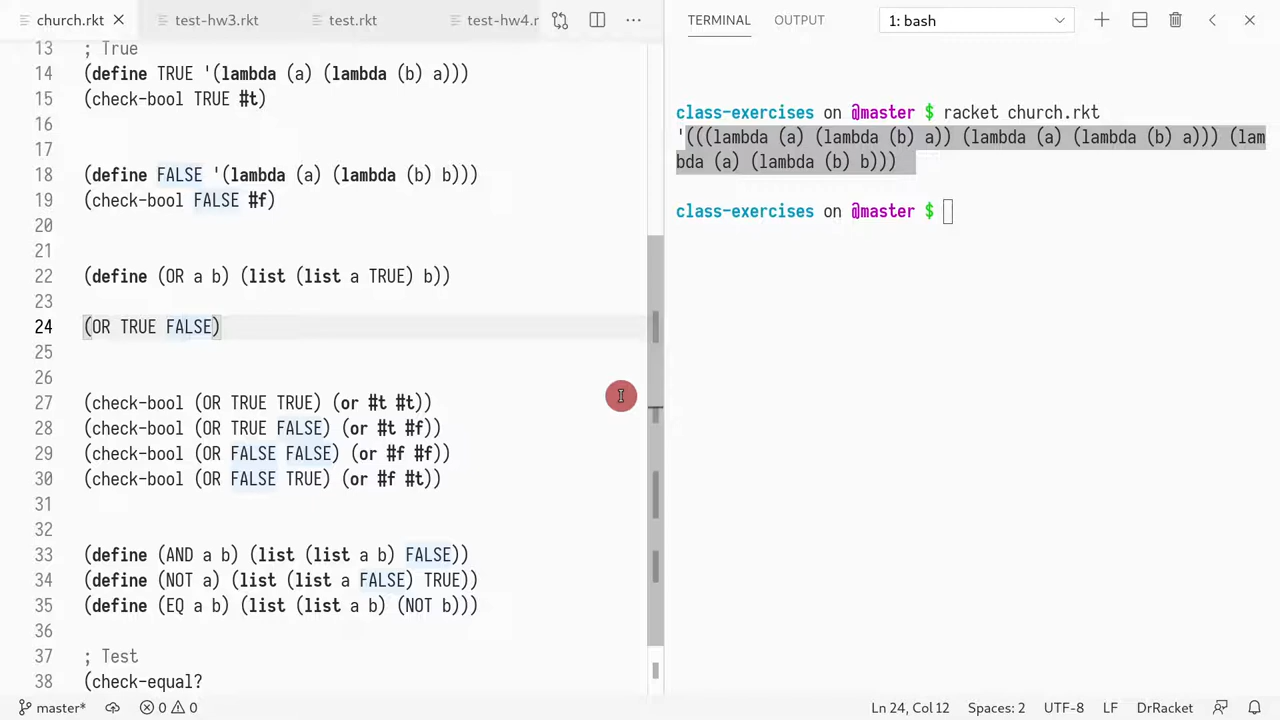 church.rkt test-hw3.rkt test.rkt test-hw4.r
13 ; True
14 (define TRUE '(lambda (a) (lambda (b) a)))
15 (check-bool TRUE #t)
16
17
18 (define FALSE '(lambda (a) (lambda (b) b)))
19 (check-bool FALSE #f)
20
21
22 (define (OR a b) (list (list a TRUE) b))
23
24 (OR TRUE FALSE)
25
26
27 (check-bool (OR TRUE TRUE) (or #t #t))
28 (check-bool (OR TRUE FALSE) (or #t #f))
29 (check-bool (OR FALSE FALSE) (or #f #f))
30 (check-bool (OR FALSE TRUE) (or #f #t))
31
32
33 (define (AND a b) (list (list a b) FALSE))
34 (define (NOT a) (list (list a FALSE) TRUE))
35 (define (EQ a b) (list (list a b) (NOT b)))
36
37 ; Test
38 (check-equal?
TERMINAL OUTPUT 1: bash
class-exercises on @master $ racket church.rkt
'(((lambda (a) (lambda (b) a)) (lambda (a) (lambda (b) a))) (lam
bda (a) (lambda (b) b)))
class-exercises on @master $
master* 0 0 Ln 24, Col 12 Spaces: 2 UTF-8 LF DrRacket